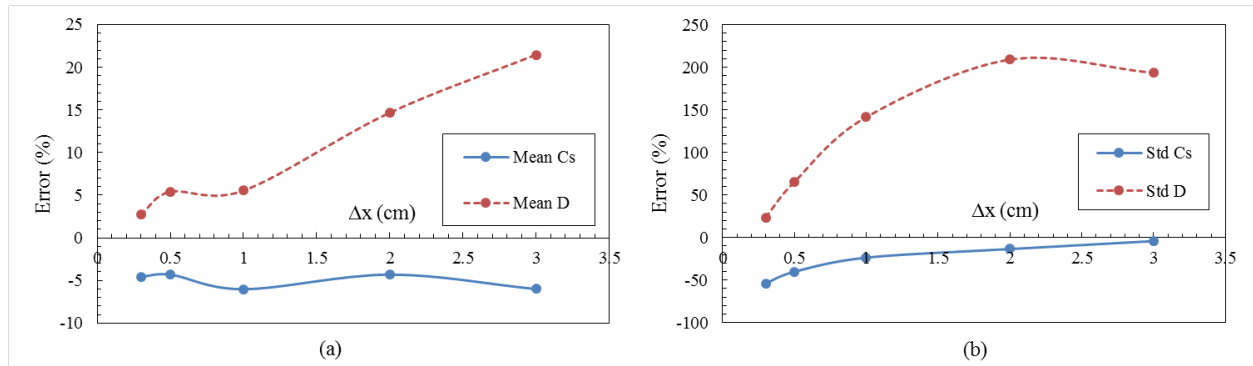 25
20
15
10
5
0
-5
-10
Error (%)
0 0.5 1 1.5 2 2.5 3 3.5
Δx (cm)
Mean Cs
Mean D
(a)
250
200
150
100
50
0
-50
-100
Error (%)
0 0.5 1 1.5 2 2.5 3 3.5
Δx (cm)
Std Cs
Std D
(b)